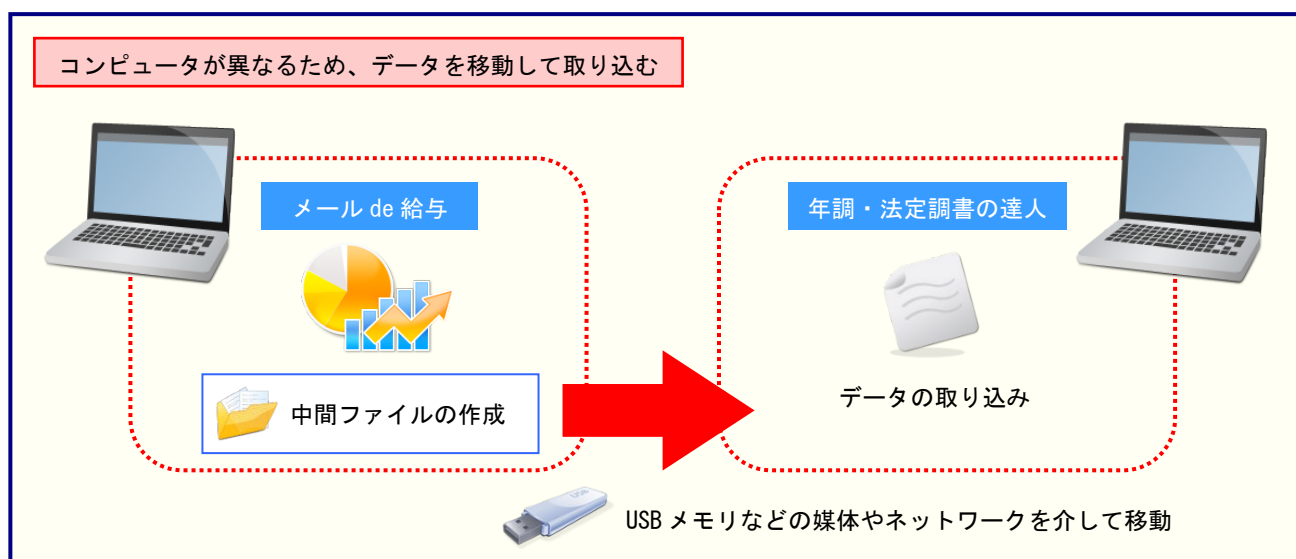 コンピュータが異なるため、データを移動して取り込む
メール de 給与
年調・法定調書の達人
中間ファイルの作成
データの取り込み
USB
USB メモリなどの媒体やネットワークを介して移動